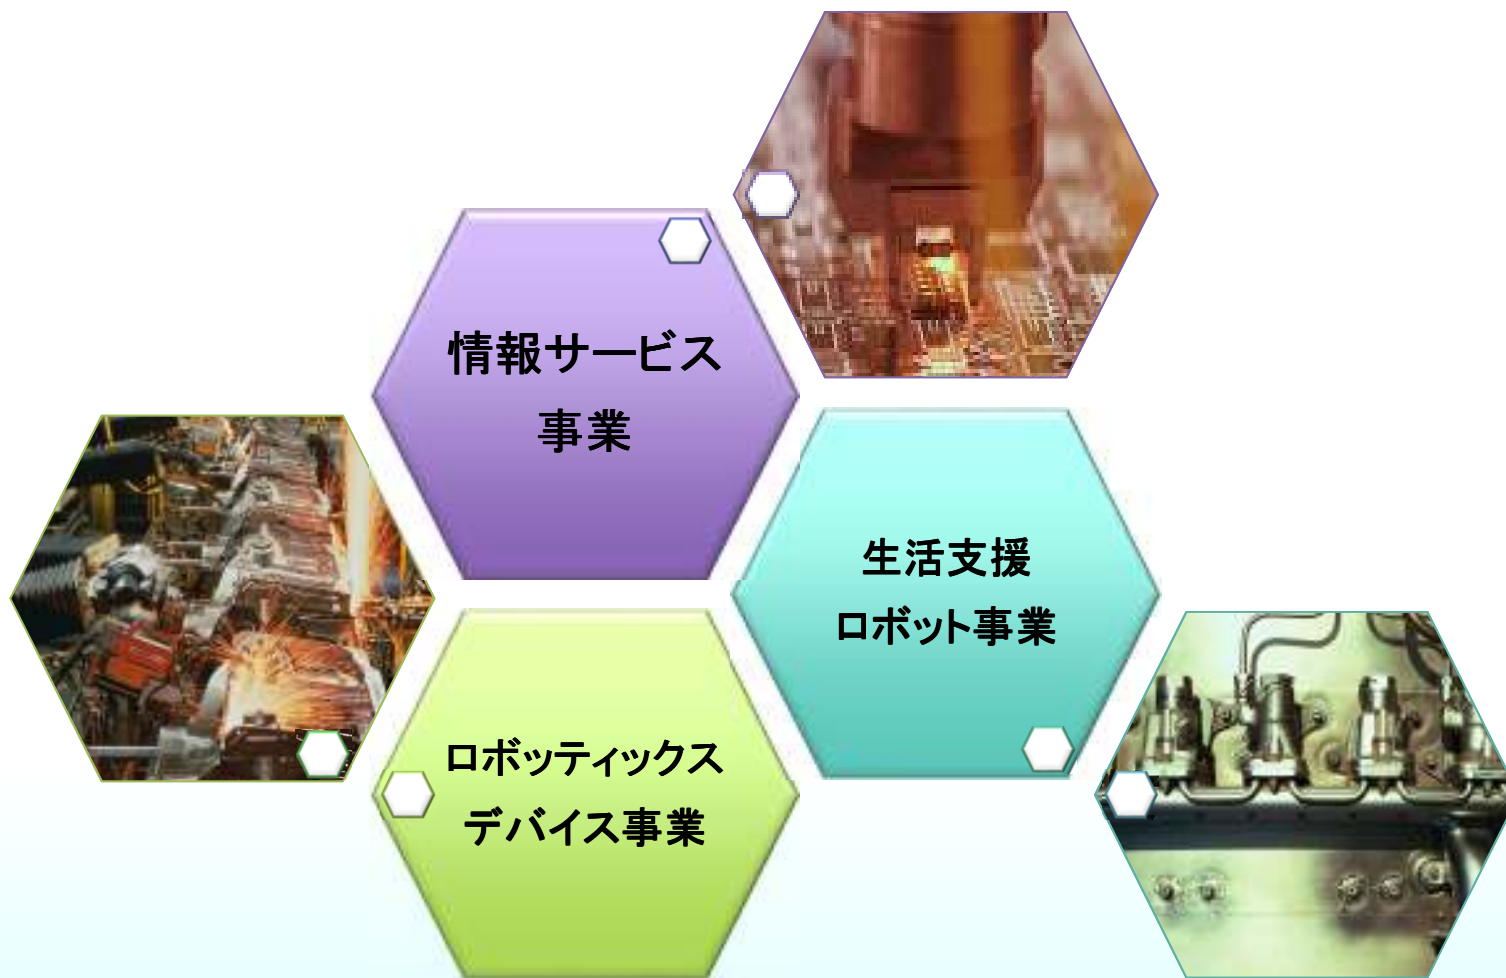 情報サービス
事業
生活支援
ロボット事業
ロボッティックス
デバイス事業